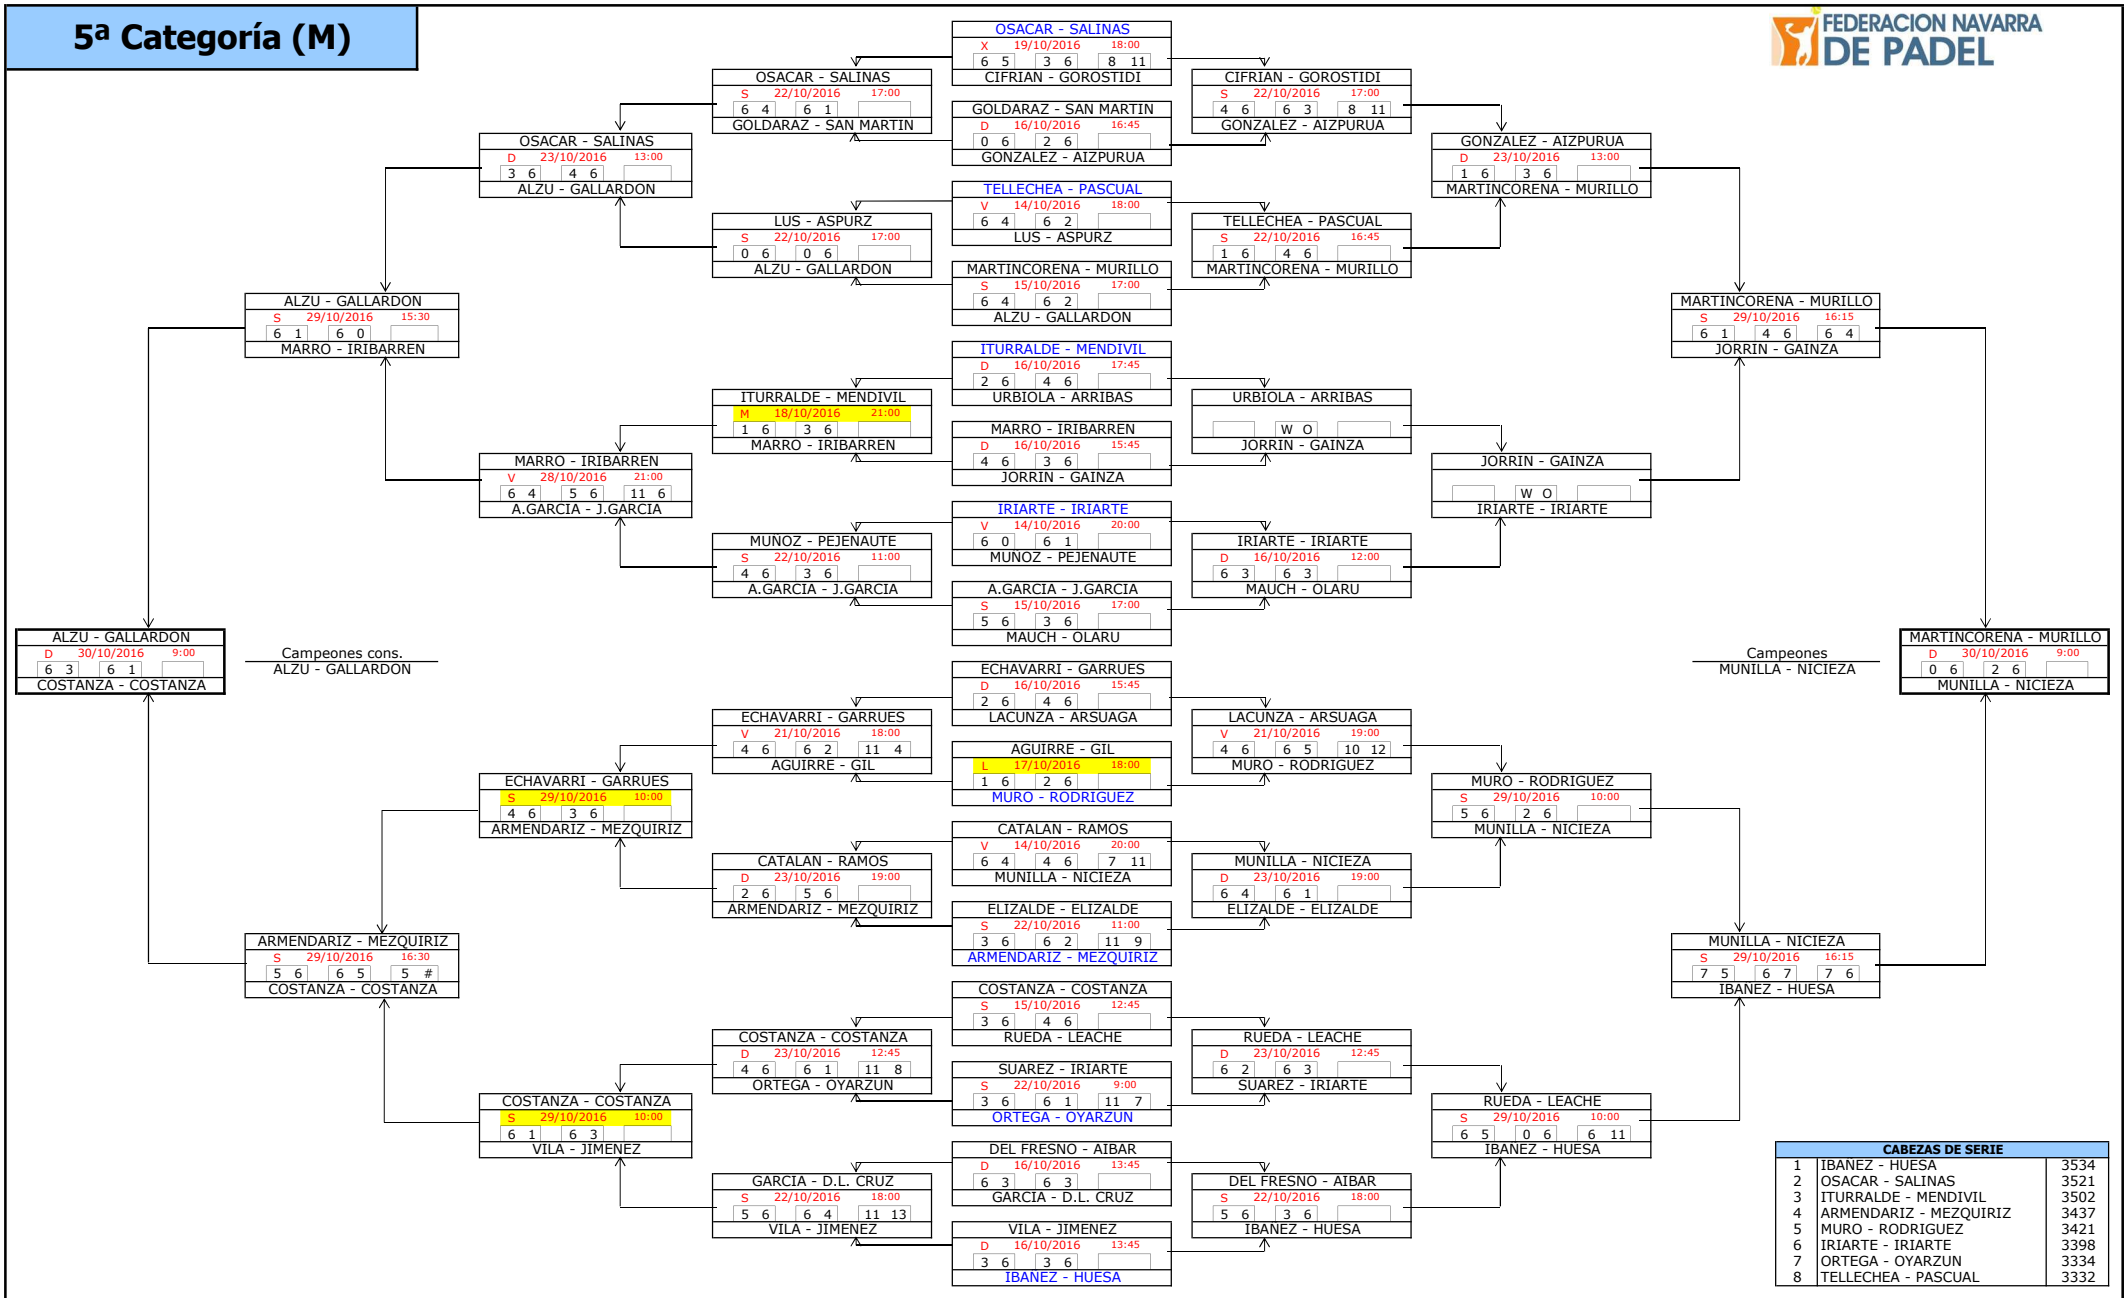 5ª Categoría (M)
FEDERACION NAVARRA
DE PADEL
ALZU - GALLARDON
D 30/10/2016 9:00
6 3 6 1
COSTANZA - COSTANZA
Campeones cons.
ALZU - GALLARDON
ALZU - GALLARDON
S 29/10/2016 15:30
6 1 6 0
MARRO - IRIBARREN
ARMENDARIZ - MEZQUIRIZ
S 29/10/2016 16:30
5 6 6 5 5 #
COSTANZA - COSTANZA
OSACAR - SALINAS
D 23/10/2016 13:00
3 6 4 6
ALZU - GALLARDON
MARRO - IRIBARREN
V 28/10/2016 21:00
6 4 5 6 11 6
A.GARCIA - J.GARCIA
ECHAVARRI - GARRUES
S 29/10/2016 10:00
4 6 3 6
ARMENDARIZ - MEZQUIRIZ
COSTANZA - COSTANZA
S 29/10/2016 10:00
6 1 6 3
VILA - JIMENEZ
OSACAR - SALINAS
S 22/10/2016 17:00
6 4 6 1
GOLDARAZ - SAN MARTIN
LUS - ASPURZ
S 22/10/2016 17:00
0 6 0 6
ALZU - GALLARDON
ITURRALDE - MENDIVIL
M 18/10/2016 21:00
1 6 3 6
MARRO - IRIBARREN
MUÑOZ - PEJENAUTE
S 22/10/2016 11:00
4 6 3 6
A.GARCIA - J.GARCIA
ECHAVARRI - GARRUES
V 21/10/2016 18:00
4 6 6 2 11 4
AGUIRRE - GIL
CATALAN - RAMOS
D 23/10/2016 19:00
2 6 5 6
ARMENDARIZ - MEZQUIRIZ
COSTANZA - COSTANZA
D 23/10/2016 12:45
4 6 6 1 11 8
ORTEGA - OYARZUN
GARCIA - D.L. CRUZ
S 22/10/2016 18:00
5 6 6 4 11 13
VILA - JIMENEZ
OSACAR - SALINAS
X 19/10/2016 18:00
6 5 3 6 8 11
CIFRIAN - GOROSTIDI
GOLDARAZ - SAN MARTIN
D 16/10/2016 16:45
0 6 2 6
GONZALEZ - AIZPURUA
TELLECHEA - PASCUAL
V 14/10/2016 18:00
6 4 6 2
LUS - ASPURZ
MARTINCORENA - MURILLO
S 15/10/2016 17:00
6 4 6 2
ALZU - GALLARDON
ITURRALDE - MENDIVIL
D 16/10/2016 17:45
2 6 4 6
URBIOLA - ARRIBAS
MARRO - IRIBARREN
D 16/10/2016 15:45
4 6 3 6
JORRIN - GAINZA
IRIARTE - IRIARTE
V 14/10/2016 20:00
6 0 6 1
MUÑOZ - PEJENAUTE
A.GARCIA - J.GARCIA
S 15/10/2016 17:00
5 6 3 6
MAUCH - OLARU
ECHAVARRI - GARRUES
D 16/10/2016 15:45
2 6 4 6
LACUNZA - ARSUAGA
AGUIRRE - GIL
L 17/10/2016 18:00
1 6 2 6
MURO - RODRIGUEZ
CATALAN - RAMOS
V 14/10/2016 20:00
6 4 4 6 7 11
MUNILLA - NICIEZA
ELIZALDE - ELIZALDE
S 22/10/2016 11:00
3 6 6 2 11 9
ARMENDARIZ - MEZQUIRIZ
COSTANZA - COSTANZA
S 15/10/2016 12:45
3 6 4 6
RUEDA - LEACHE
SUAREZ - IRIARTE
S 22/10/2016 9:00
3 6 6 1 11 7
ORTEGA - OYARZUN
DEL FRESNO - AIBAR
D 16/10/2016 13:45
6 3 6 3
GARCIA - D.L. CRUZ
VILA - JIMENEZ
D 16/10/2016 13:45
3 6 3 6
IBAÑEZ - HUESA
CIFRIAN - GOROSTIDI
S 22/10/2016 17:00
4 6 6 3 8 11
GONZALEZ - AIZPURUA
TELLECHEA - PASCUAL
S 22/10/2016 16:45
1 6 4 6
MARTINCORENA - MURILLO
URBIOLA - ARRIBAS
W O
JORRIN - GAINZA
IRIARTE - IRIARTE
D 16/10/2016 12:00
6 3 6 3
MAUCH - OLARU
LACUNZA - ARSUAGA
V 21/10/2016 19:00
4 6 6 5 10 12
MURO - RODRIGUEZ
MUNILLA - NICIEZA
D 23/10/2016 19:00
6 4 6 1
ELIZALDE - ELIZALDE
RUEDA - LEACHE
D 23/10/2016 12:45
6 2 6 3
SUAREZ - IRIARTE
DEL FRESNO - AIBAR
S 22/10/2016 18:00
5 6 3 6
IBAÑEZ - HUESA
GONZALEZ - AIZPURUA
D 23/10/2016 13:00
1 6 3 6
MARTINCORENA - MURILLO
JORRIN - GAINZA
W O
IRIARTE - IRIARTE
MURO - RODRIGUEZ
S 29/10/2016 10:00
5 6 2 6
MUNILLA - NICIEZA
RUEDA - LEACHE
S 29/10/2016 10:00
6 5 0 6 6 11
IBAÑEZ - HUESA
MARTINCORENA - MURILLO
S 29/10/2016 16:15
6 1 4 6 6 4
JORRIN - GAINZA
MUNILLA - NICIEZA
S 29/10/2016 16:15
7 5 6 7 7 6
IBAÑEZ - HUESA
Campeones
MUNILLA - NICIEZA
MARTINCORENA - MURILLO
D 30/10/2016 9:00
0 6 2 6
MUNILLA - NICIEZA
CABEZAS DE SERIE
1 IBAÑEZ - HUESA 3534
2 OSACAR - SALINAS 3521
3 ITURRALDE - MENDIVIL 3502
4 ARMENDARIZ - MEZQUIRIZ 3437
5 MURO - RODRIGUEZ 3421
6 IRIARTE - IRIARTE 3398
7 ORTEGA - OYARZUN 3334
8 TELLECHEA - PASCUAL 3332